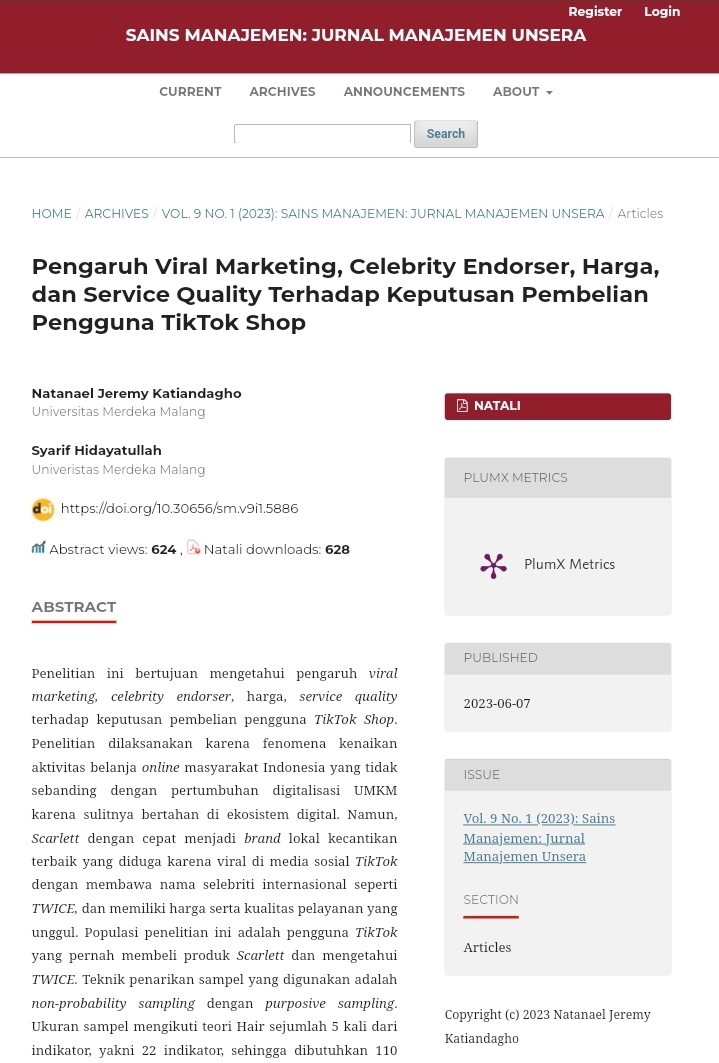 Register Login
SAINS MANAJEMEN: JURNAL MANAJEMEN UNSERA
CURRENT ARCHIVES ANNOUNCEMENTS ABOUT
Search
HOME / ARCHIVES / VOL. 9 NO. 1 (2023): SAINS MANAJEMEN: JURNAL MANAJEMEN UNSERA / Articles
Pengaruh Viral Marketing, Celebrity Endorser, Harga,
dan Service Quality Terhadap Keputusan Pembelian
Pengguna TikTok Shop
Natanael Jeremy Katiandagho
Universitas Merdeka Malang
Syarif Hidayatullah
Univeristas Merdeka Malang
doi https://doi.org/10.30656/sm.v9i1.5886
Abstract views: 624 , Natali downloads: 628
ABSTRACT
Penelitian ini bertujuan mengetahui pengaruh viral
marketing, celebrity endorser, harga, service quality
terhadap keputusan pembelian pengguna TikTok Shop.
Penelitian dilaksanakan karena fenomena kenaikan
aktivitas belanja online masyarakat Indonesia yang tidak
sebanding dengan pertumbuhan digitalisasi UMKM
karena sulitnya bertahan di ekosistem digital. Namun,
Scarlett dengan cepat menjadi brand lokal kecantikan
terbaik yang diduga karena viral di media sosial TikTok
dengan membawa nama selebriti internasional seperti
TWICE, dan memiliki harga serta kualitas pelayanan yang
unggul. Populasi penelitian ini adalah pengguna TikTok
yang pernah membeli produk Scarlett dan mengetahui
TWICE. Teknik penarikan sampel yang digunakan adalah
non-probability sampling dengan purposive sampling.
Ukuran sampel mengikuti teori Hair sejumlah 5 kali dari
indikator, yakni 22 indikator, sehingga dibutuhkan 110
NATALI
PLUMX METRICS
PlumX Metrics
PUBLISHED
2023-06-07
ISSUE
Vol. 9 No. 1 (2023): Sains
Manajemen: Jurnal
Manajemen Unsera
SECTION
Articles
Copyright (c) 2023 Natanael Jeremy
Katiandagho